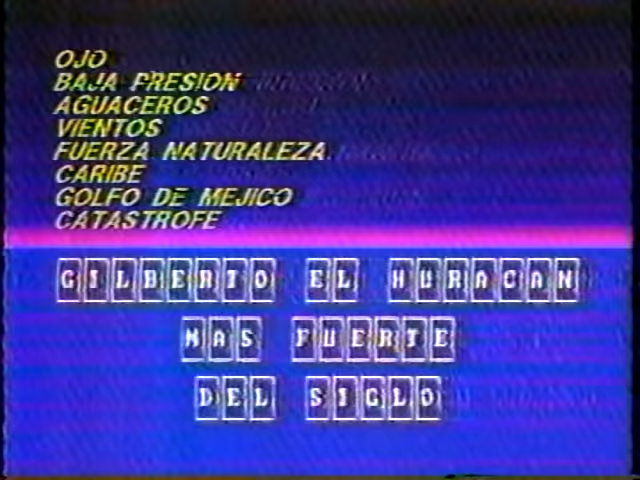 OJO
BAJA PRESION
AGUACEROS
VIENTOS
FUERZA NATURALEZA
CARIBE
GOLFO DE MEJICO
CATASTROFE
GILBERTO EL HURACAN
MAS FUERTE
DEL SIGLO